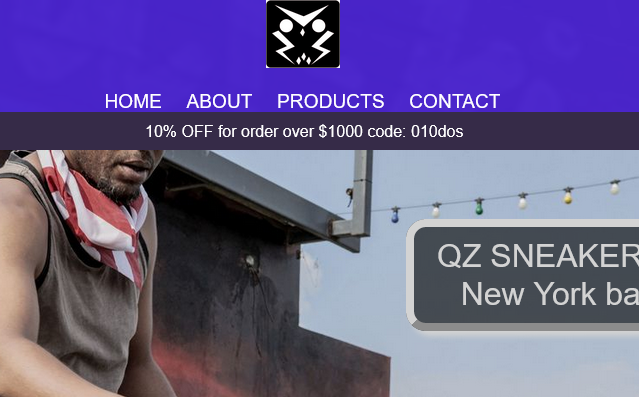 HOME ABOUT PRODUCTS CONTACT
10% OFF for order over $1000 code: 010dos
QZ SNEAKER
New York ba